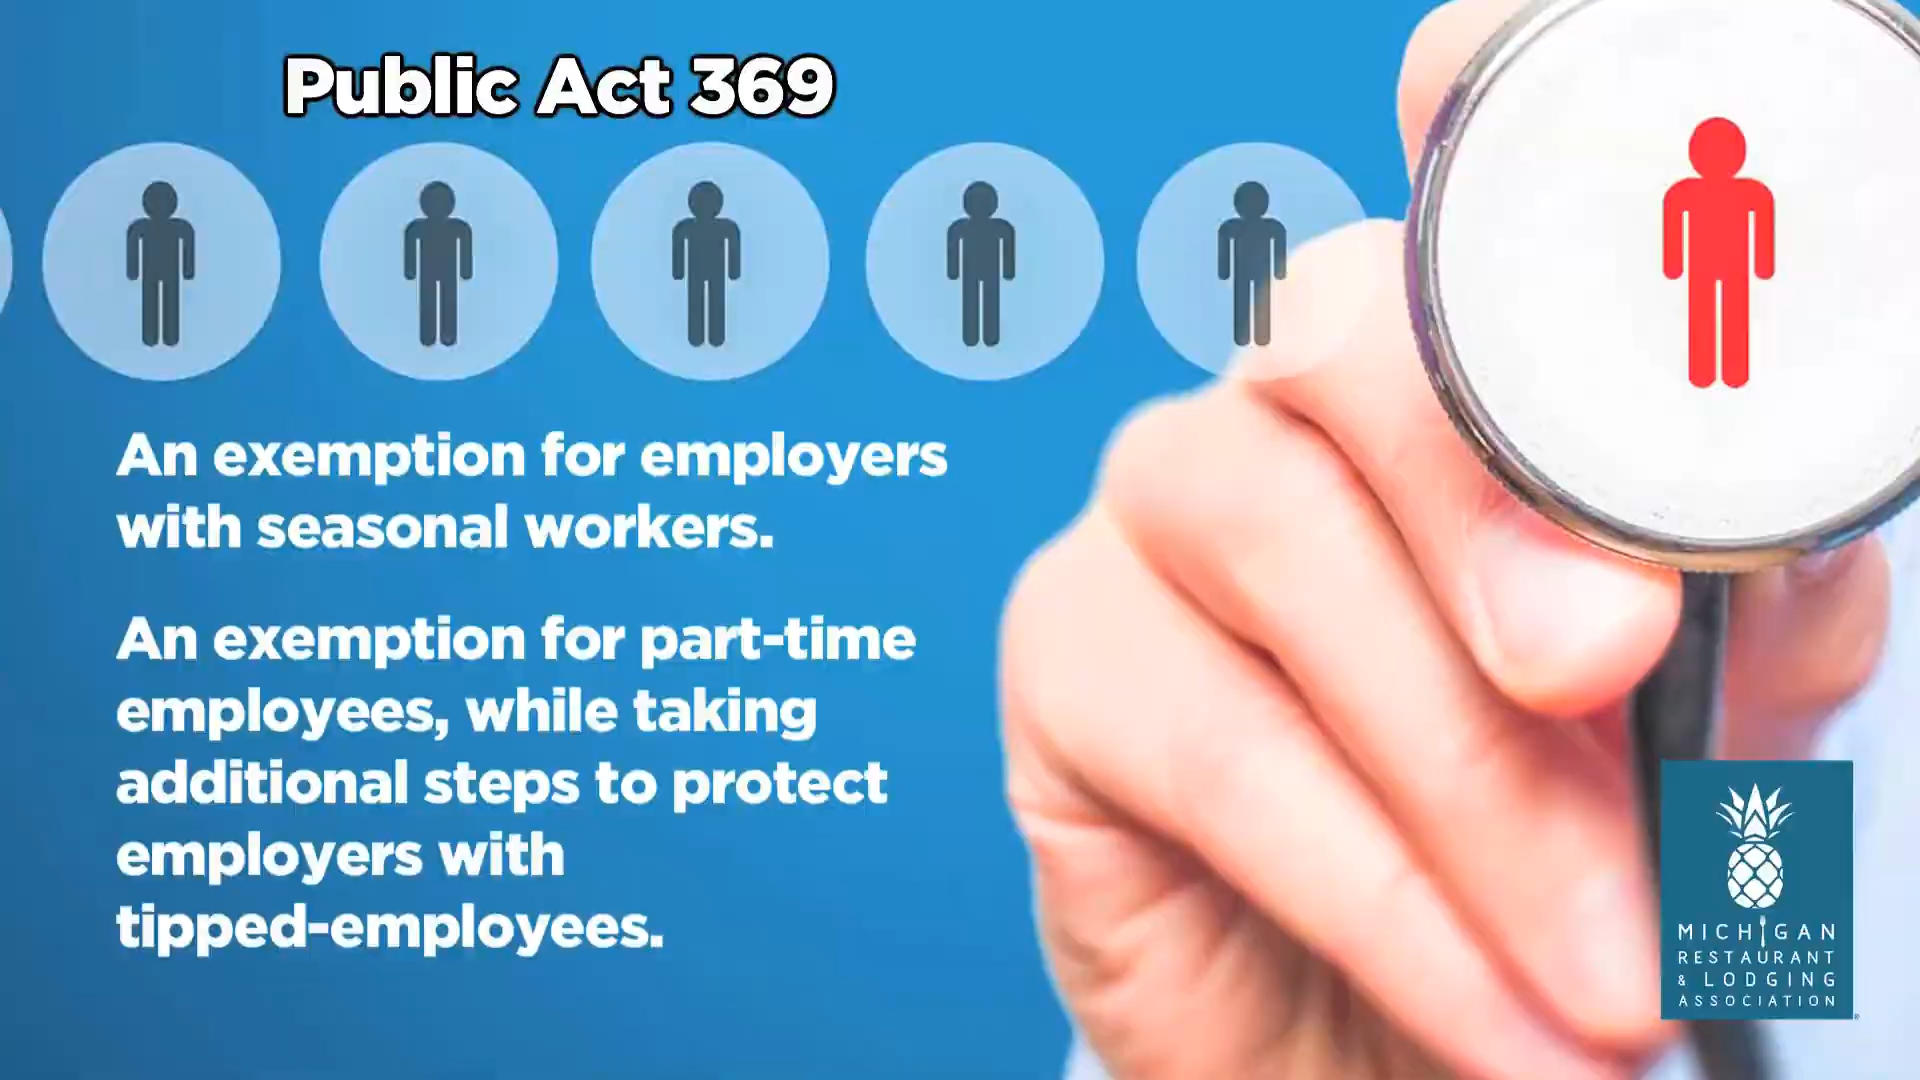 Public Act 369
An exemption for employers
with seasonal workers.
An exemption for part-time
employees, while taking
additional steps to protect
employers with
tipped-employees.
MICHIGAN
RESTAURANT
& LODGING
ASSOCIATION